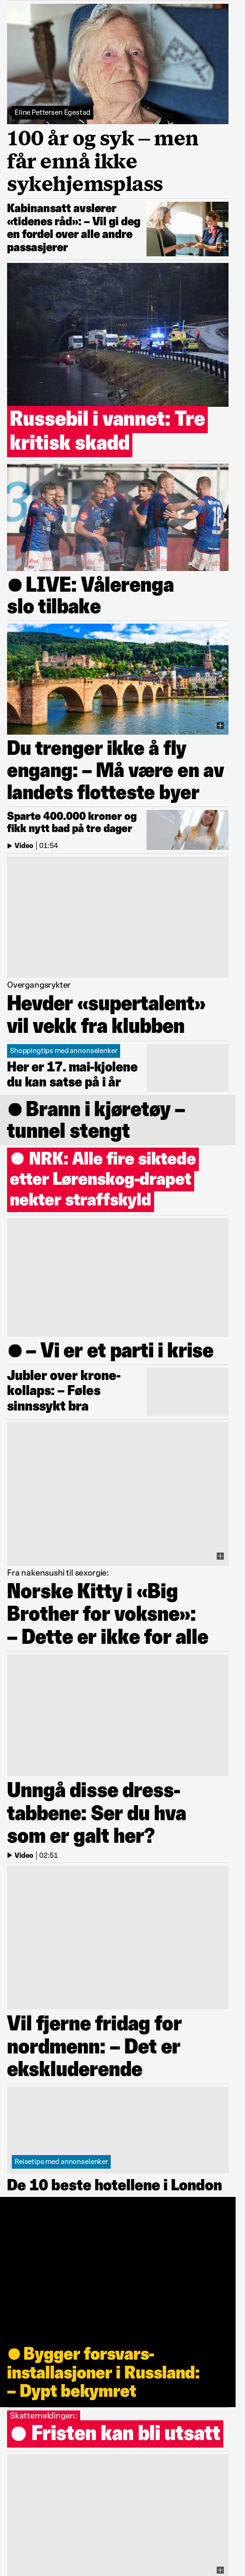 Eline Pettersen Egestad
100 år og syk – men
får ennå ikke
sykehjemsplass
Kabinansatt avslører
«tidenes råd»: – Vil gi deg
en fordel over alle andre
passasjerer
Russebil i vannet: Tre
kritisk skadd
LIVE: Vålerenga
slo tilbake
Du trenger ikke å fly
engang: – Må være en av
landets flotteste byer
Sparte 400.000 kroner og
fikk nytt bad på tre dager
Video | 01:54
Overgangsrykter
Hevder «supertalent»
vil vekk fra klubben
Shoppingtips med annonselenker
Her er 17. mai-kjolene
du kan satse på i år
Brann i kjøretøy –
tunnel stengt
NRK: Alle fire siktede
etter Lørenskog-drapet
nekter straffskyld
– Vi er et parti i krise
Jubler over krone-
kollaps: – Føles
sinnssykt bra
Fra nakensushi til sexorgie:
Norske Kitty i «Big
Brother for voksne»:
– Dette er ikke for alle
Unngå disse dress-
tabbene: Ser du hva
som er galt her?
Video | 02:51
Vil fjerne fridag for
nordmenn: – Det er
ekskluderende
Reisetips med annonselenker
De 10 beste hotellene i London
Bygger forsvars-
installasjoner i Russland:
– Dypt bekymret
Skattemeldingen:
Fristen kan bli utsatt